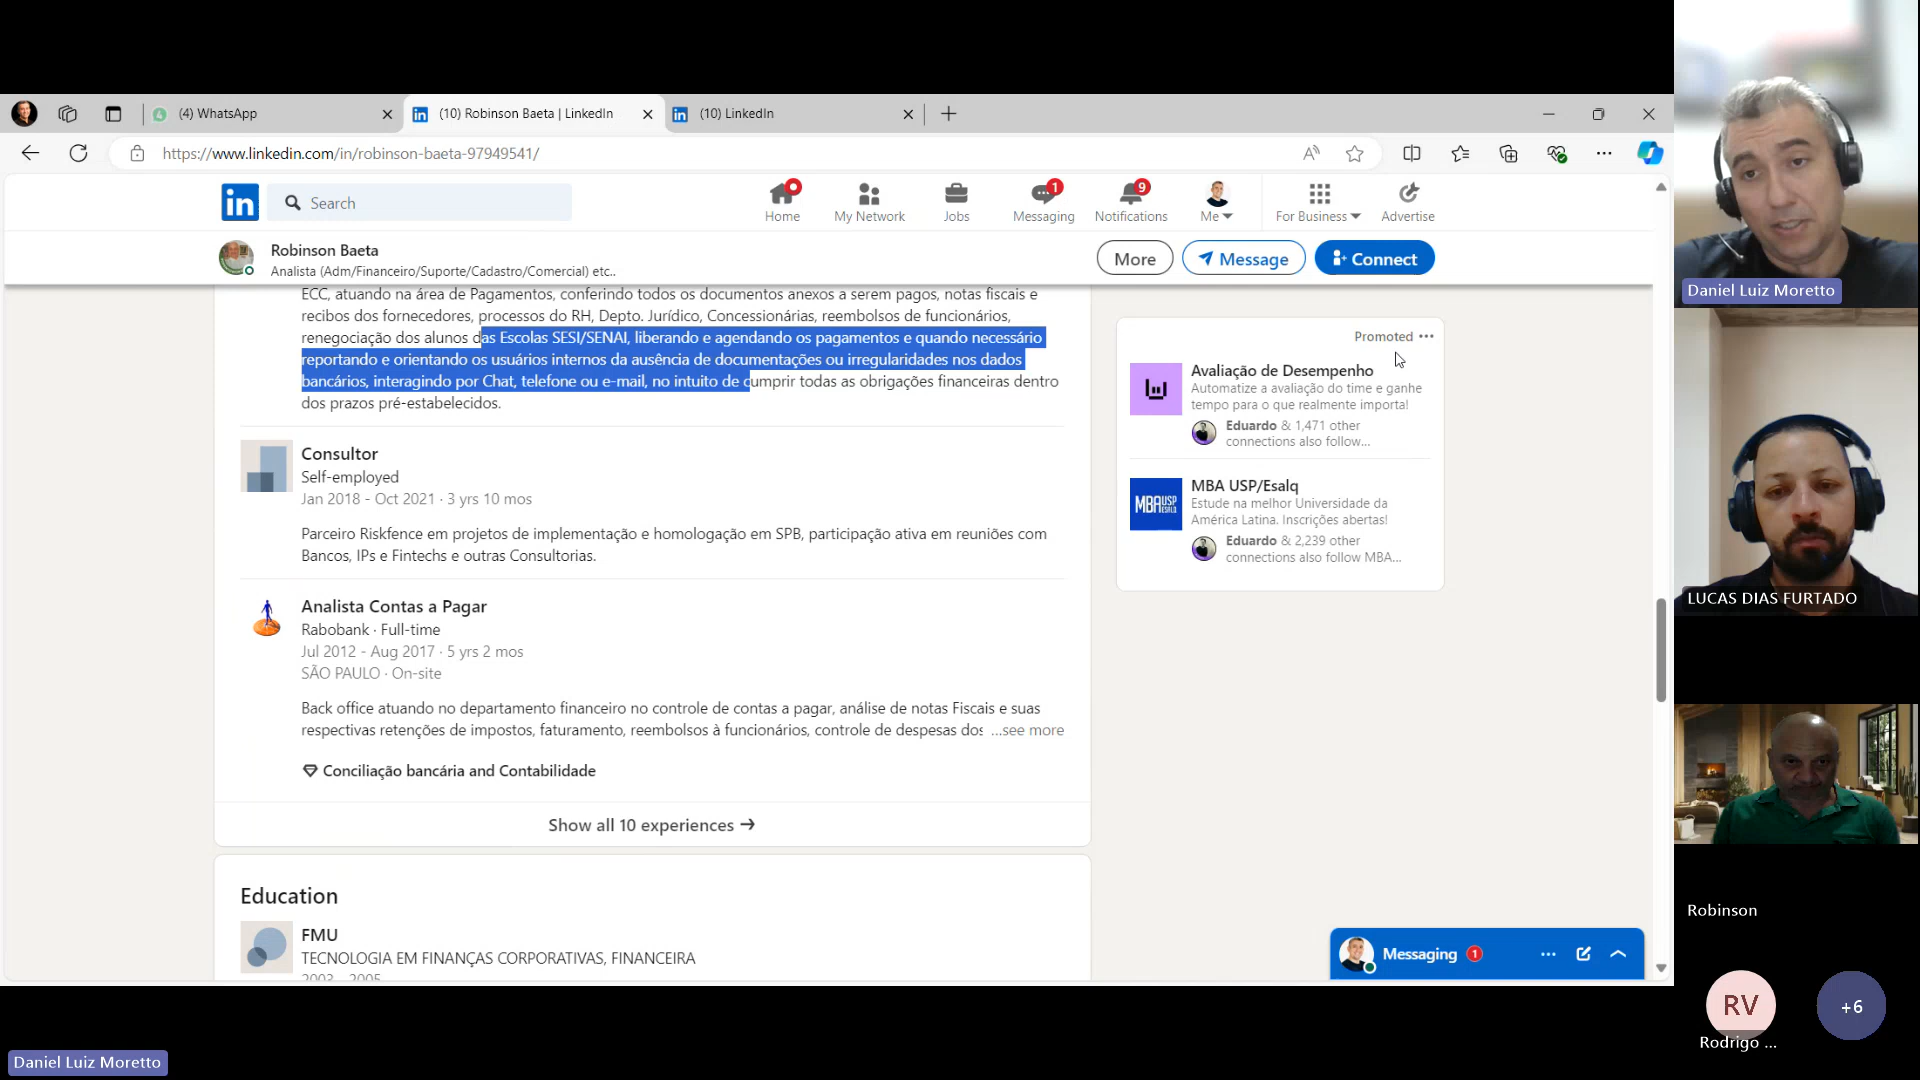 (4) WhatsApp
(10) Robinson Baeta | LinkedIn
(10) LinkedIn
https://www.linkedin.com/in/robinson-baeta-97949541/
Search
Home
My Network
Jobs
1
Messaging
9
Notifications
Me
For Business
Advertise
Robinson Baeta
Analista (Adm/Financeiro/Suporte/Cadastro/Comercial) etc..
More
Message
Connect
ECC, atuando na área de Pagamentos, conferindo todos os documentos anexos a serem pagos, notas fiscais e
recibos dos fornecedores, processos do RH, Depto. Jurídico, Concessionárias, reembolsos de funcionários,
renegociação dos alunos das Escolas SESI/SENAI, liberando e agendando os pagamentos e quando necessário
reportando e orientando os usuários internos da ausência de documentações ou irregularidades nos dados
bancários, interagindo por Chat, telefone ou e-mail, no intuito de cumprir todas as obrigações financeiras dentro
dos prazos pré-estabelecidos.
Consultor
Self-employed
Jan 2018 - Oct 2021 · 3 yrs 10 mos
Parceiro Riskfence em projetos de implementação e homologação em SPB, participação ativa em reuniões com
Bancos, IPs e Fintechs e outras Consultorias.
Analista Contas a Pagar
Rabobank · Full-time
Jul 2012 - Aug 2017 · 5 yrs 2 mos
SÃO PAULO · On-site
Back office atuando no departamento financeiro no controle de contas a pagar, análise de notas Fiscais e suas
respectivas retenções de impostos, faturamento, reembolsos à funcionários, controle de despesas dos ...see more
Conciliação bancária and Contabilidade
Show all 10 experiences →
Education
FMU
TECNOLOGIA EM FINANÇAS CORPORATIVAS, FINANCEIRA
2003 - 2005
Promoted
Avaliação de Desempenho
Automatize a avaliação do time e ganhe
tempo para o que realmente importa!
Eduardo & 1,471 other
connections also follow...
MBA USP/Esalq
Estude na melhor Universidade da
América Latina. Inscrições abertas!
Eduardo & 2,239 other
connections also follow MBA...
MBAUSP
ESALQ
Messaging 1
Daniel Luiz Moretto
LUCAS DIAS FURTADO
Robinson
RV
Rodrigo ...
+6
Daniel Luiz Moretto